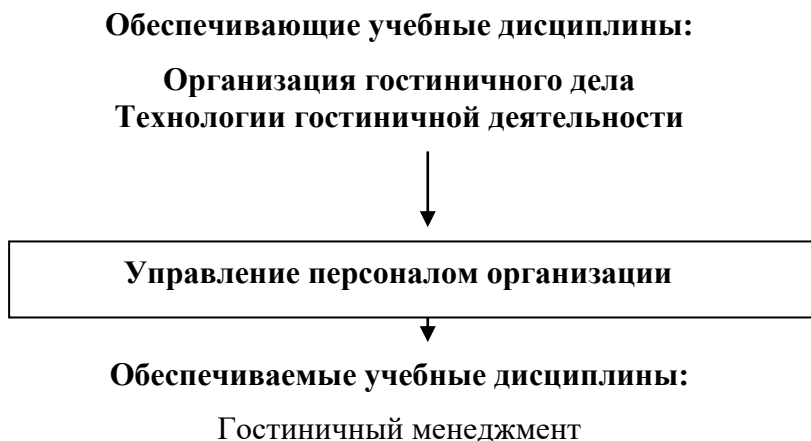 Обеспечивающие учебные дисциплины:
Организация гостиничного дела
Технологии гостиничной деятельности
Управление персоналом организации
Обеспечиваемые учебные дисциплины:
Гостиничный менеджмент